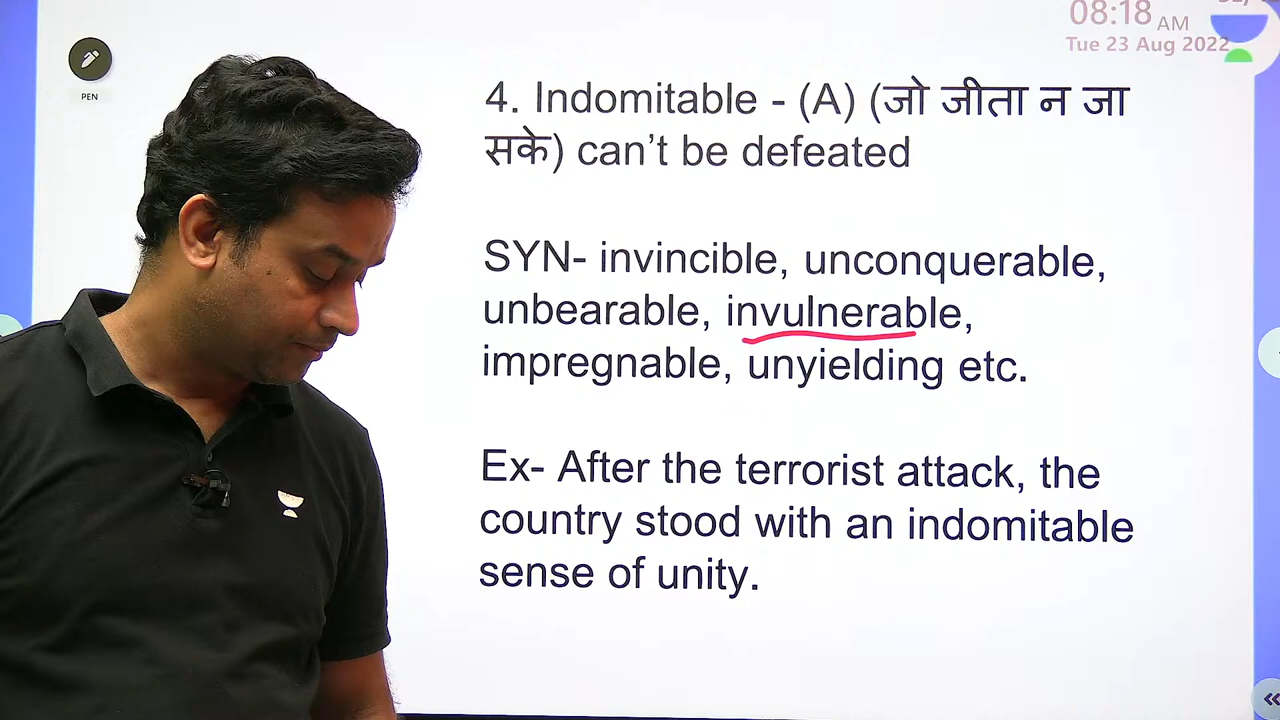 08:18 AM
Tue 23 Aug 2022
PEN
4. Indomitable - (A) (जो जीता न जा
सके) can’t be defeated
SYN- invincible, unconquerable,
unbearable, invulnerable,
impregnable, unyielding etc.
Ex- After the terrorist attack, the
country stood with an indomitable
sense of unity.